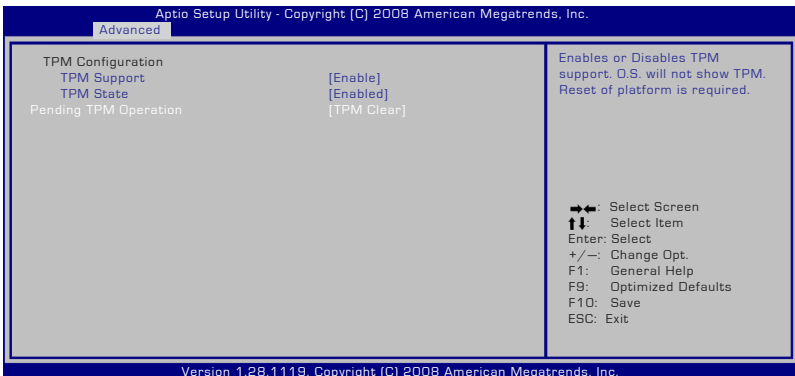 Aptio Setup Utility - Copyright (C) 2008 American Megatrends, Inc.
Advanced
TPM Configuration
TPM Support [Enable]
TPM State [Enabled]
Pending TPM Operation [TPM Clear]
Enables or Disables TPM
support. O.S. will not show TPM.
Reset of platform is required.
→←: Select Screen
↑↓: Select Item
Enter: Select
+/—: Change Opt.
F1: General Help
F9: Optimized Defaults
F10: Save
ESC: Exit
Version 1.28.1119. Copyright (C) 2008 American Megatrends, Inc.